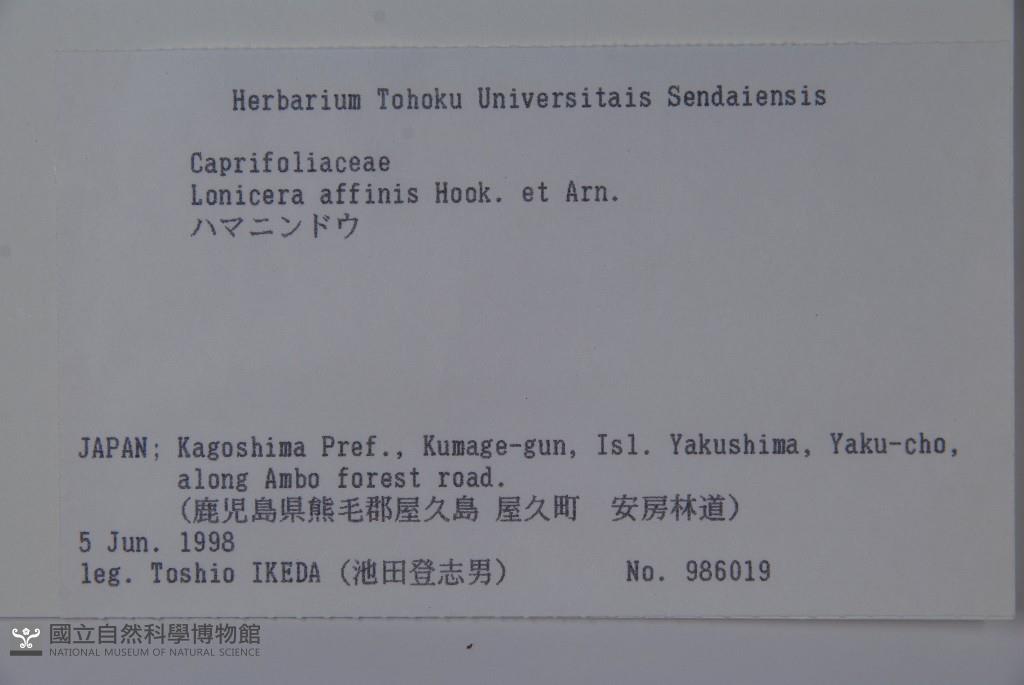 Herbarium Tohoku Universitais Sendaiensis
Caprifoliaceae
Lonicera affinis Hook. et Arn.
ハマニンドウ
JAPAN; Kagoshima Pref., Kumage-gun, Isl. Yakushima, Yaku-cho,
along Ambo forest road.
(鹿児島県熊毛郡屋久島 屋久町 安房林道)
5 Jun. 1998
leg. Toshio IKEDA (池田登志男) No. 986019
國立自然科學博物館
NATIONAL MUSEUM OF NATURAL SCIENCE